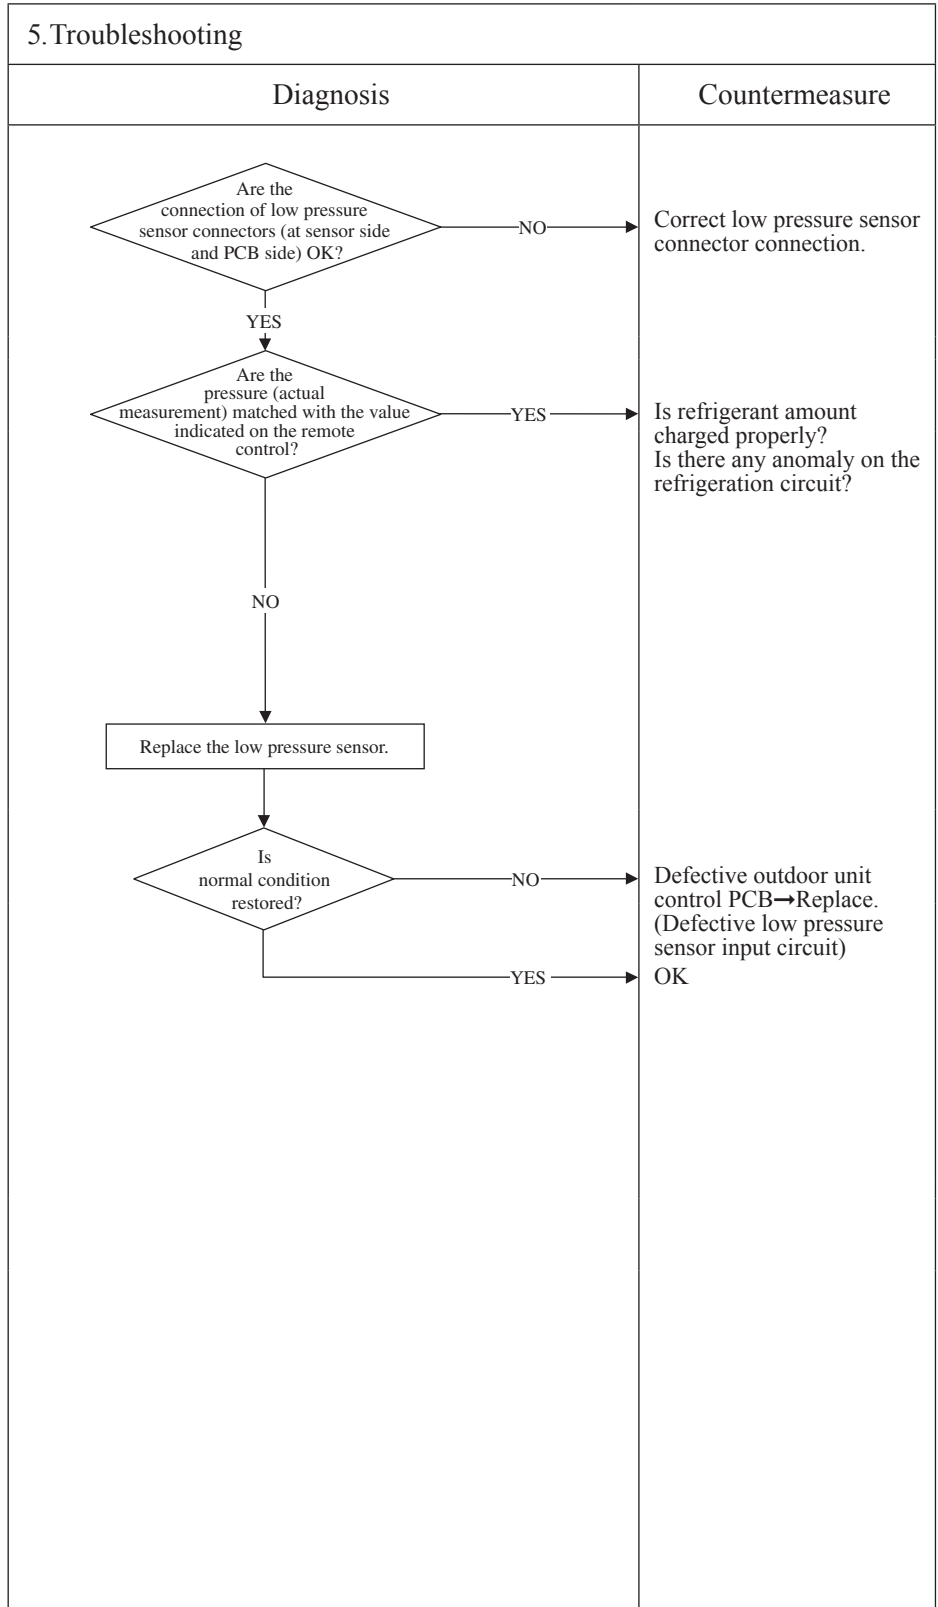 5.Troubleshooting
Diagnosis
Countermeasure
Are the
connection of low pressure
sensor connectors (at sensor side
and PCB side) OK?
NO
Correct low pressure sensor
connector connection.
YES
Are the
pressure (actual
measurement) matched with the value
indicated on the remote
control?
YES
Is refrigerant amount
charged properly?
Is there any anomaly on the
refrigeration circuit?
NO
Replace the low pressure sensor.
Is
normal condition
restored?
NO
Defective outdoor unit
control PCB→Replace.
(Defective low pressure
sensor input circuit)
YES
OK